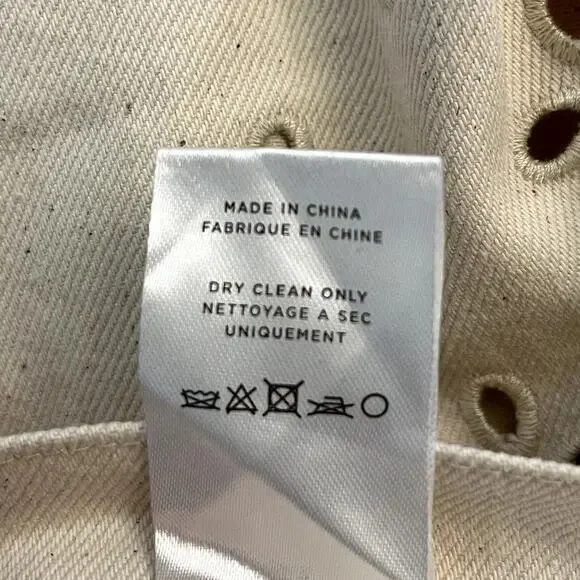 MADE IN CHINA
FABRIQUE EN CHINE
DRY CLEAN ONLY
NETTOYAGE A SEC
UNIQUEMENT